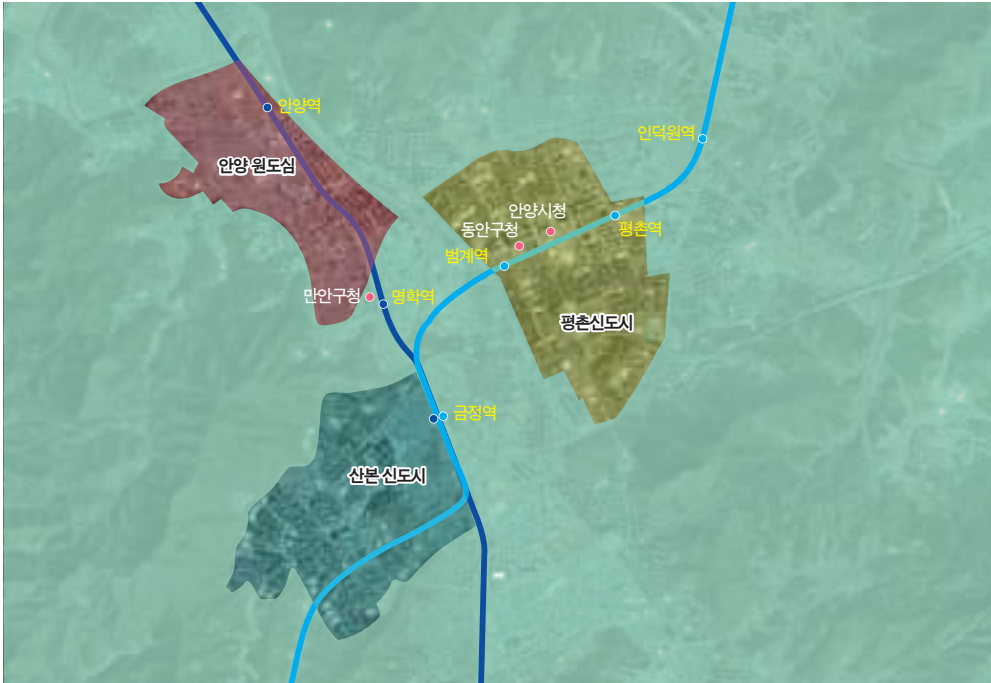 안양역
인덕원역
안양 원도심
안양시청
동안구청
평촌역
범계역
만안구청
명학역
평촌신도시
금정역
산본 신도시